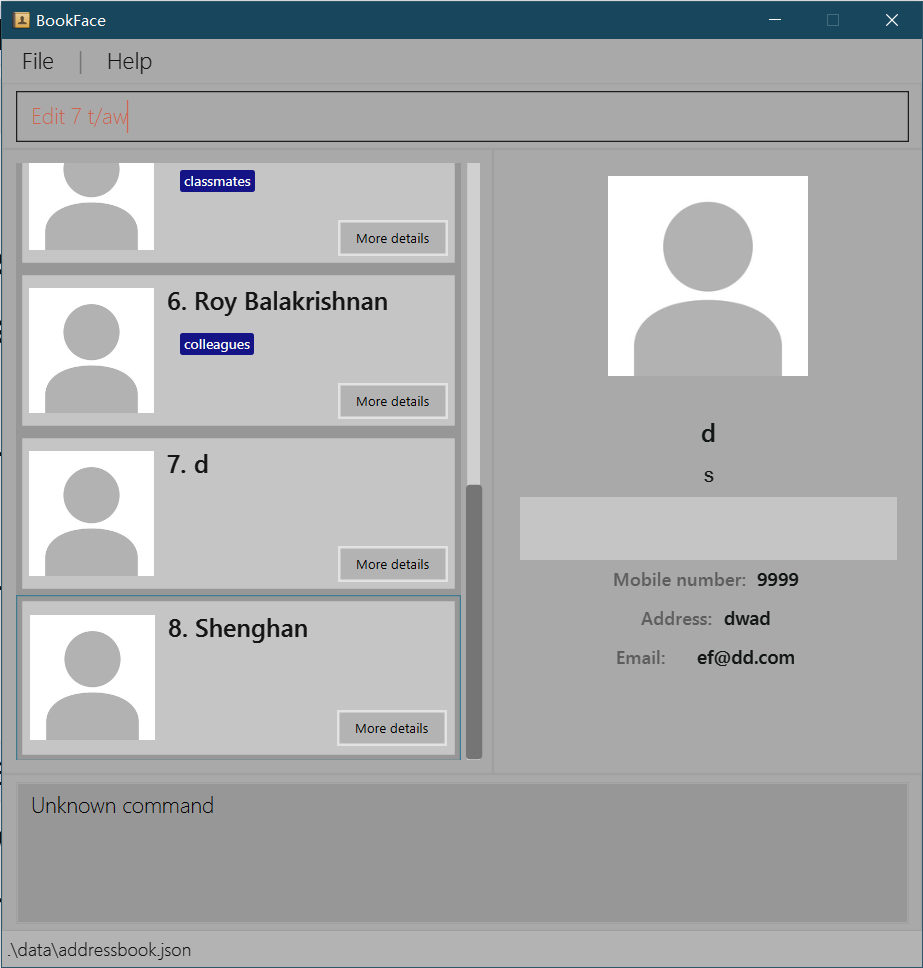 BookFace
File | Help
Edit 7 t/aw
classmates
More details
6. Roy Balakrishnan
colleagues
More details
7. d
More details
8. Shenghan
More details
d
s
Mobile number: 9999
Address: dwad
Email: ef@dd.com
Unknown command
.\data\addressbook.json